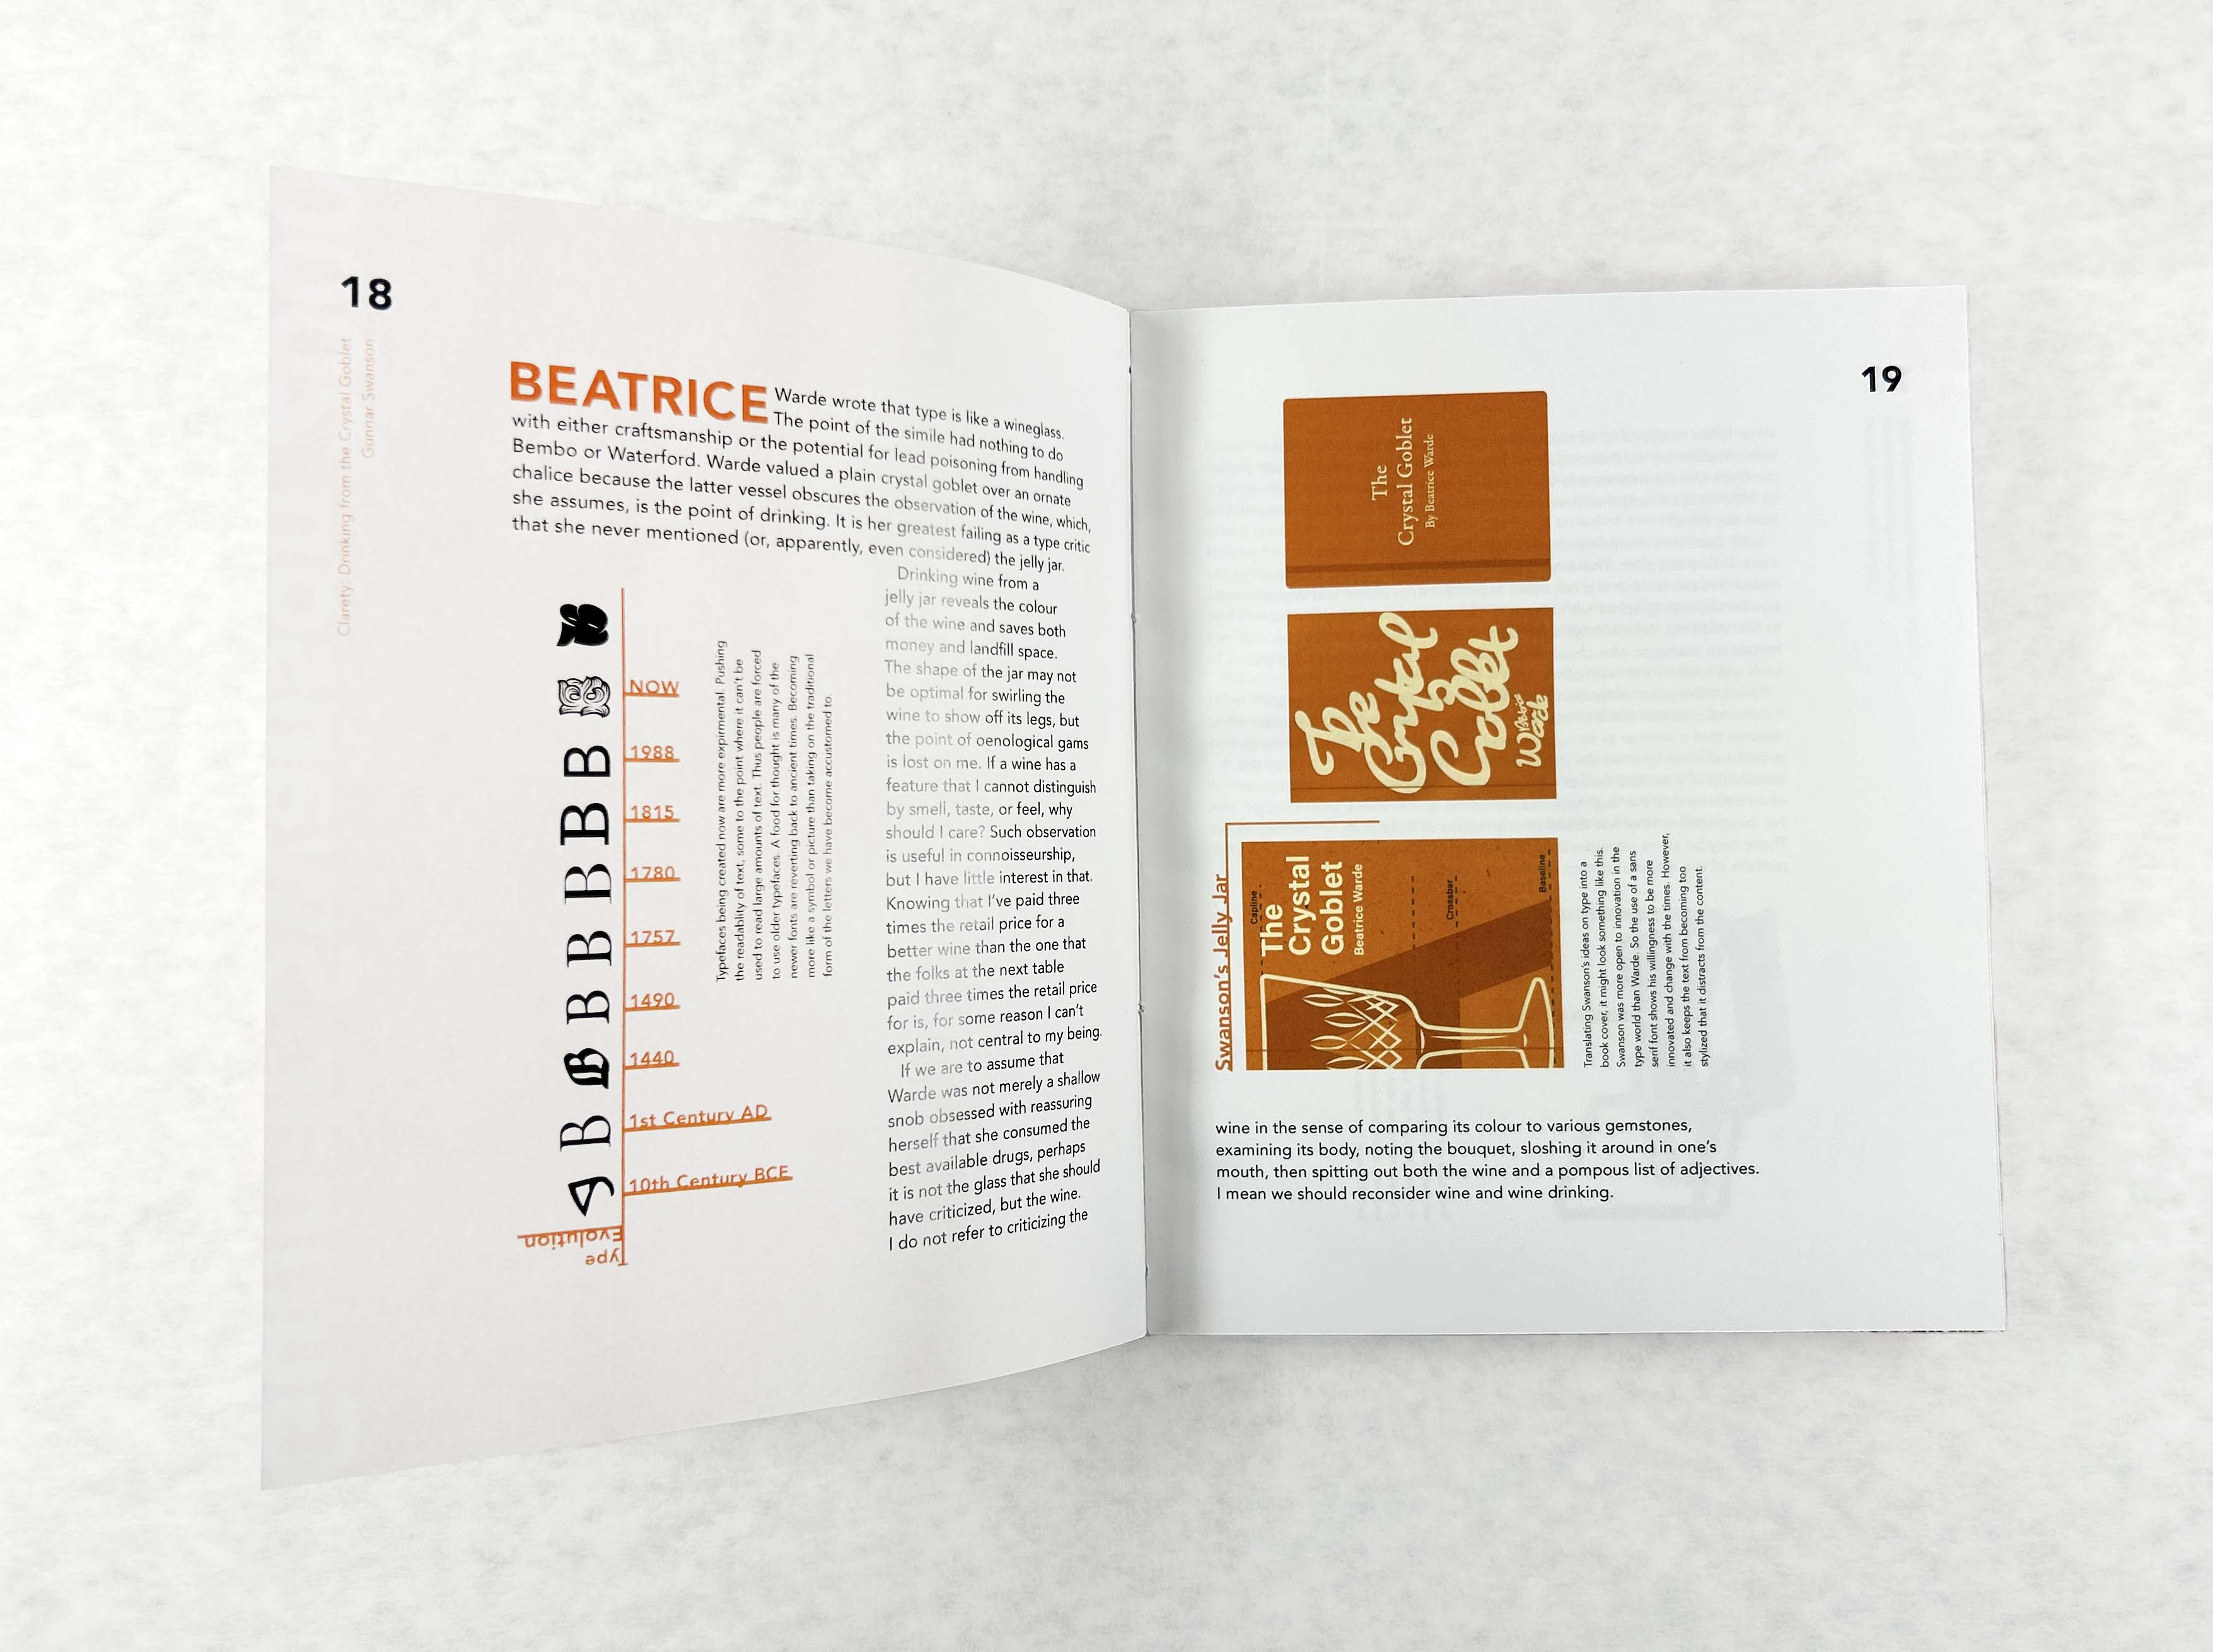 18
Clarety: Drinking from the Crystal Goblet
Gunnar Swanson
BEATRICE Warde wrote that type is like a wineglass.
The point of the simile had nothing to do
with either craftsmanship or the potential for lead poisoning from handling
Bembo or Waterford. Warde valued a plain crystal goblet over an ornate
chalice because the latter vessel obscures the observation of the wine, which,
she assumes, is the point of drinking. It is her greatest failing as a type critic
that she never mentioned (or, apparently, even considered) the jelly jar.
Drinking wine from a
jelly jar reveals the colour
of the wine and saves both
money and landfill space.
The shape of the jar may not
be optimal for swirling the
wine to show off its legs, but
the point of oenological gams
is lost on me. If a wine has a
feature that I cannot distinguish
by smell, taste, or feel, why
should I care? Such observation
is useful in connoisseurship,
but I have little interest in that.
Knowing that I've paid three
times the retail price for a
better wine than the one that
the folks at the next table
paid three times the retail price
for is, for some reason I can't
explain, not central to my being.
If we are to assume that
Warde was not merely a shallow
snob obsessed with reassuring
herself that she consumed the
best available drugs, perhaps
it is not the glass that she should
have criticized, but the wine.
I do not refer to criticizing the
Type
Evolution
10th Century BCE
1st Century AD
1440
1490
1757
1780
1815
1988
NOW
B
B
B
B
B
B
B
Typefaces being created now are more expirimental. Pushing
the readablity of text, some to the point where it can't be
used to read large amounts of text. Thus people are forced
to use older typefaces. A food for thought is many of the
newer fonts are reverting back to ancient times. Becoming
more like a symbol or picture than taking on the traditional
form of the letters we have become accustomed to.
19
The
Crystal Goblet
By Beatrice Warde
The
Crystal
Goblet
Warde
Swanson's Jelly Jar
Capline
The
Crystal
Goblet
Beatrice Warde
Crossbar
Baseline
Translating Swanson's ideas on type into a
book cover, it might look something like this.
Swanson was more open to innovation in the
type world than Warde. So the use of a sans
serif font shows his willingness to be more
innovated and change with the times. However,
it also keeps the text from becoming too
stylized that it distracts from the content.
wine in the sense of comparing its colour to various gemstones,
examining its body, noting the bouquet, sloshing it around in one's
mouth, then spitting out both the wine and a pompous list of adjectives.
I mean we should reconsider wine and wine drinking.